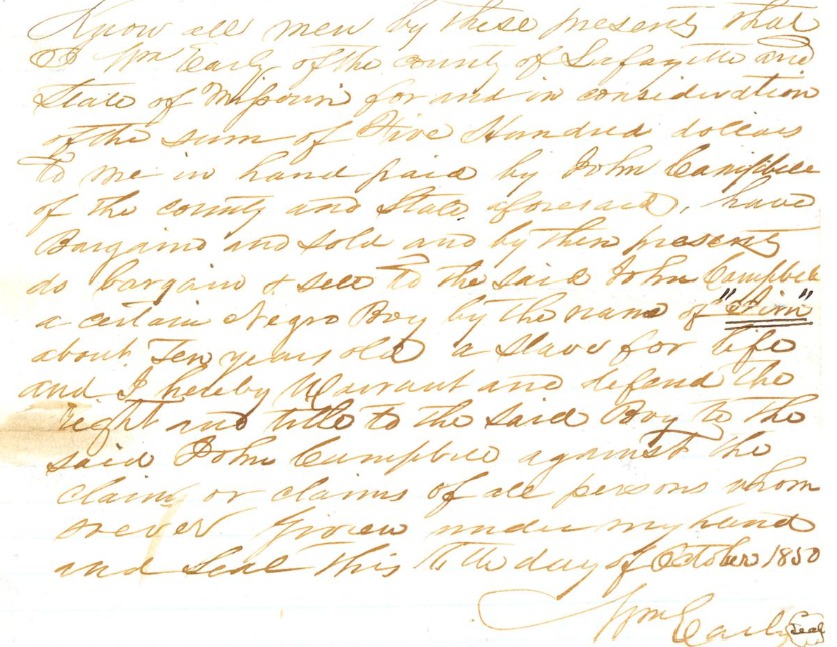 Know all men by these presents that
I Wm Early of the county of Lafayette and
State of Missouri for and in consideration
of the sum of Five Hundred dollars
to me in hand paid by John Campbell
of the county and State aforesaid, have
Bargaind and sold and by these presents
do bargain & sell to the said John Campbell
a certain Negro Boy by the name of
about Ten years old a slave for life
and I hereby Warrant and defend the
right and title to the said Boy to the
said John Campbell against the
claim or claims of all persons whom
soever Given under my hand
and Seal this day of October 1850
Wm Early Seal